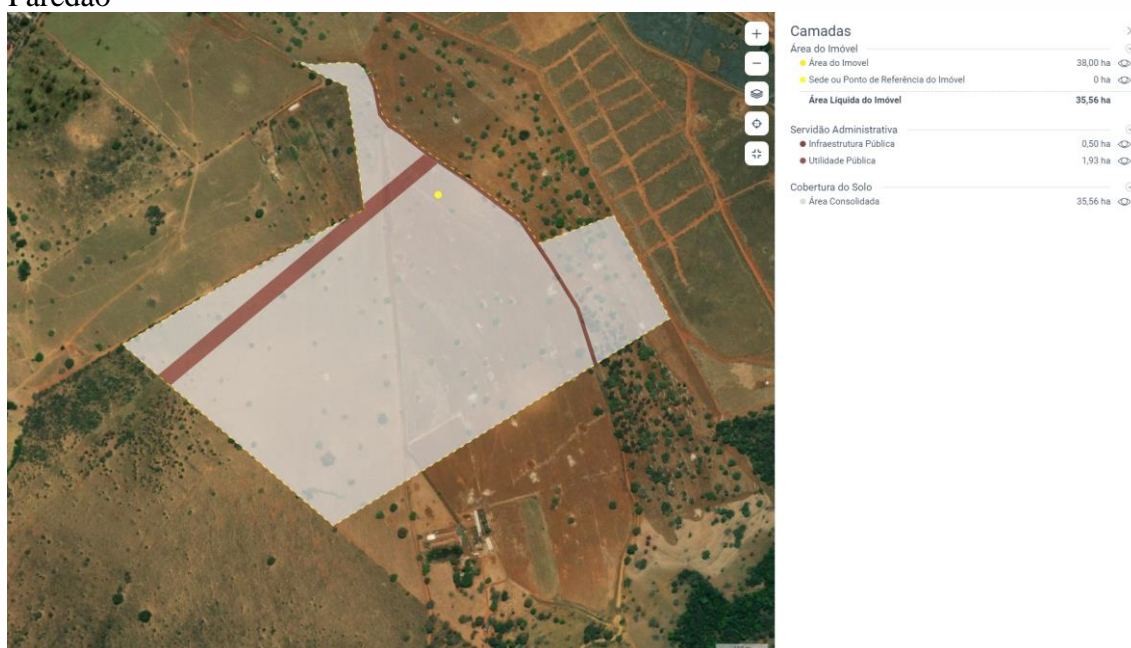 Paredão
Camadas
Área do Imóvel
Área do Imovel 38,00 ha
Sede ou Ponto de Referência do Imóvel 0 ha
Área Líquida do Imóvel 35,56 ha
Servidão Administrativa
Infraestrutura Pública 0,50 ha
Utilidade Pública 1,93 ha
Cobertura do Solo
Área Consolidada 35,56 ha